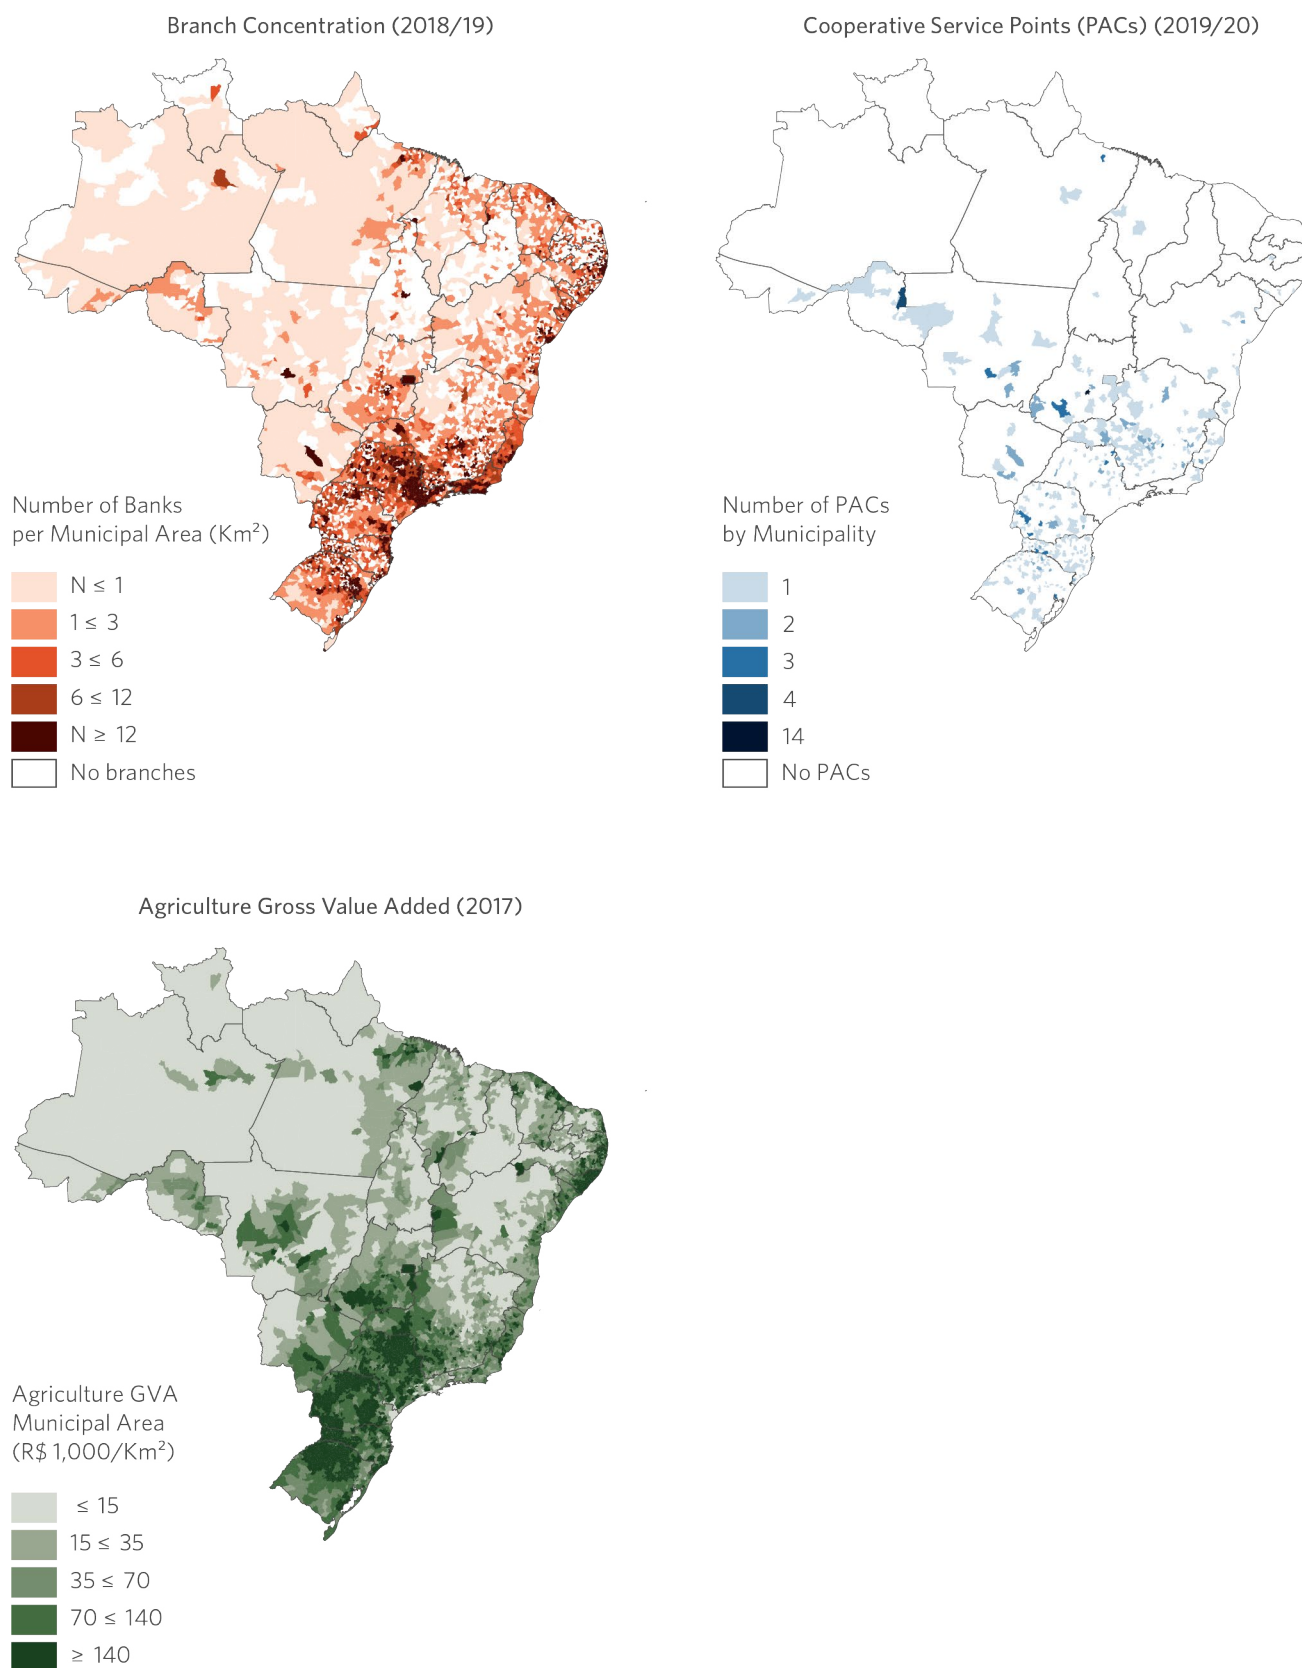 Branch Concentration (2018/19)
Number of Banks
per Municipal Area (Km²)
N ≤ 1
1 ≤ 3
3 ≤ 6
6 ≤ 12
N ≥ 12
No branches
Cooperative Service Points (PACs) (2019/20)
Number of PACs
by Municipality
1
2
3
4
14
No PACs
Agriculture Gross Value Added (2017)
Agriculture GVA
Municipal Area
(R$ 1,000/Km²)
≤ 15
15 ≤ 35
35 ≤ 70
70 ≤ 140
≥ 140